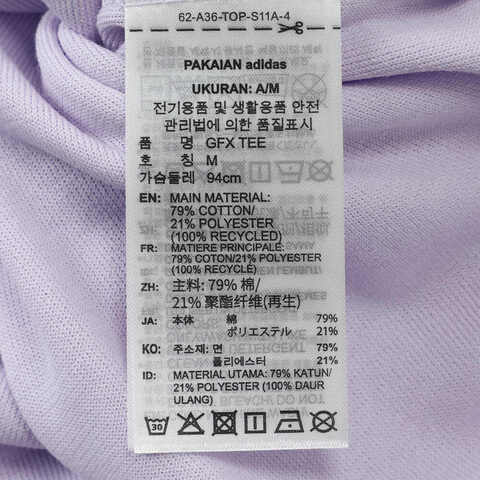 62-A36-TOP-S11A-4
PAKAIAN adidas
UKURAN: A/M
전기용품 및 생활용품 안전
관리법에 의한 품질표시
품 명 GFX TEE
호 칭 M
가슴둘레 94cm
EN: MAIN MATERIAL:
79% COTTON/
21% POLYESTER
(100% RECYCLED)
FR: MATIERE PRINCIPALE:
79% COTON/21% POLYESTER
(100% RECYCLÉ)
ZH: 主料: 79% 棉/
21% 聚酯纤维(再生)
JA: 本体 綿 79%
ポリエステル 21%
KO: 주소재: 면 79%
폴리에스터 21%
ID: MATERIAL UTAMA: 79% KATUN/
21% POLYESTER (100% DAUR
ULANG)
30